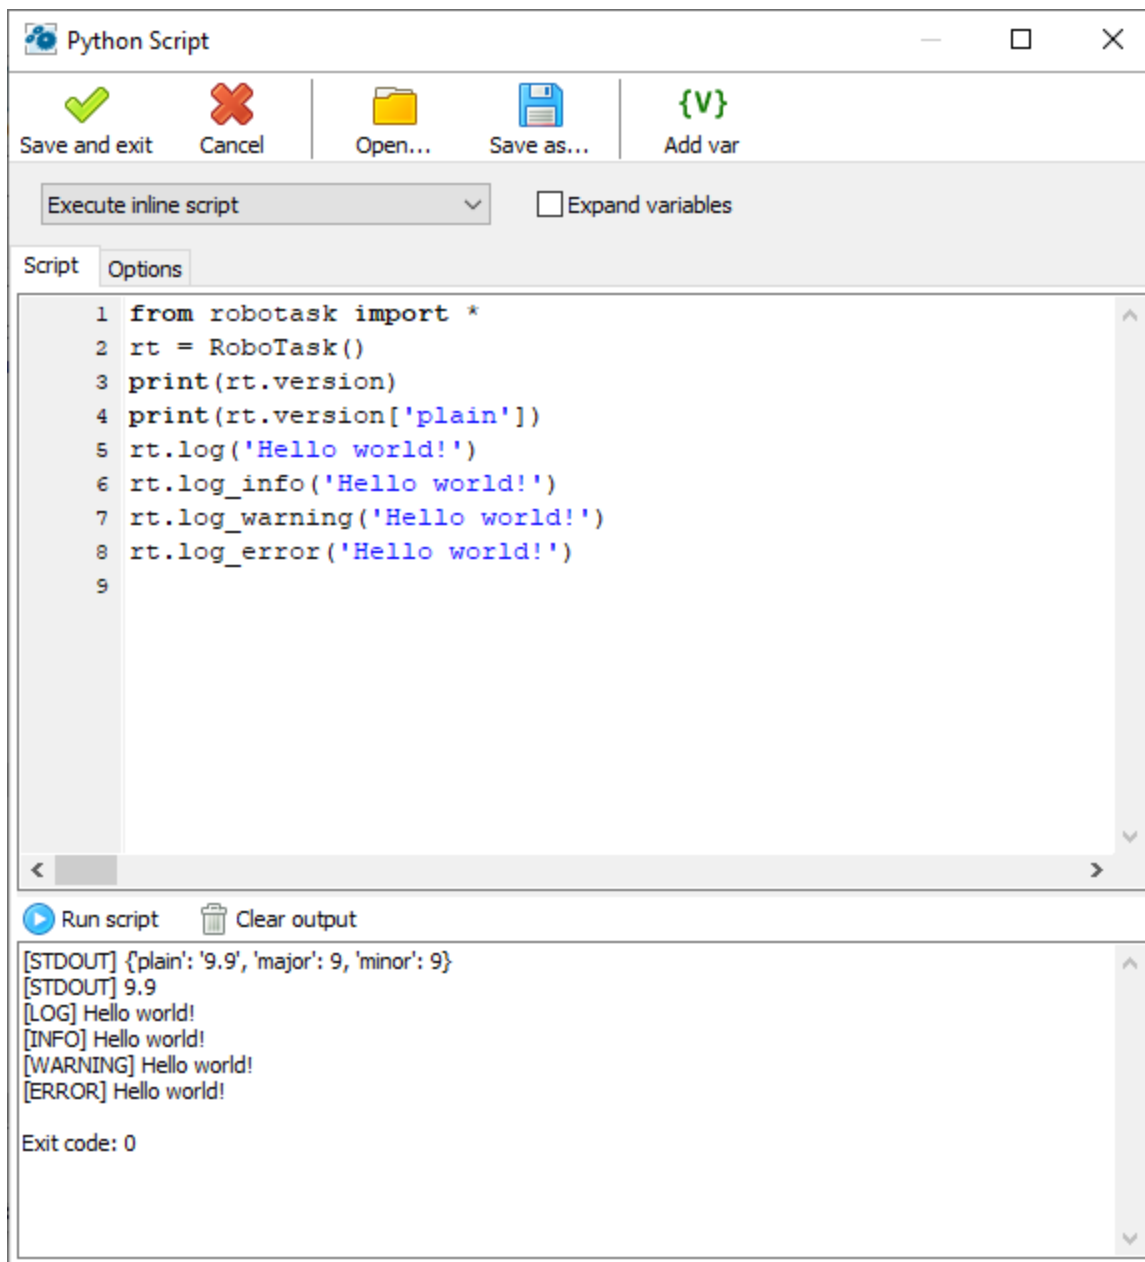 Python Script
Save and exit Cancel Open... Save as... {V} Add var
Execute inline script Expand variables
Script Options
1 from robotask import *
2 rt = RoboTask()
3 print(rt.version)
4 print(rt.version['plain'])
5 rt.log('Hello world!')
6 rt.log_info('Hello world!')
7 rt.log_warning('Hello world!')
8 rt.log_error('Hello world!')
9
Run script Clear output
[STDOUT] {'plain': '9.9', 'major': 9, 'minor': 9}
[STDOUT] 9.9
[LOG] Hello world!
[INFO] Hello world!
[WARNING] Hello world!
[ERROR] Hello world!
Exit code: 0